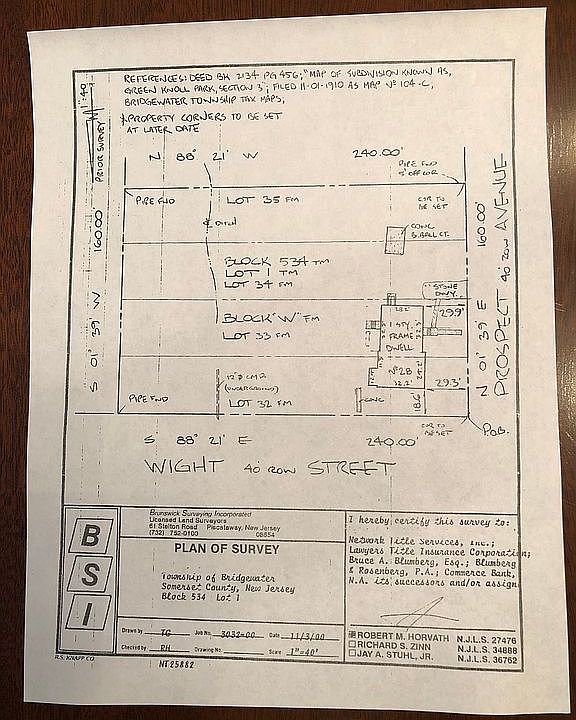 REFERENCES: DEED BK 2134 PG 456; "MAP OF SUBDIVISION KNOWN AS,
GREEN KNOLL PARK, SECTION 3"; FILED 11-01-1910 AS MAP Nº 104-C,
BRIDGEWATER TOWNSHIP TAX MAPS,
PROPERTY CORNERS TO BE SET
AT LATER DATE
PRIOR SURVEY
N 88° 21' W 240.00'
PIPE FND
5' OFF COR
PIPE FND
LOT 35 FM
COR TO
BE SET
DITCH
CONC
B.BALL CT.
S 01° 39' W 160.00'
N 01° 39' E 160.00'
PROSPECT 40' ROW AVENUE
BLOCK 534 TM
LOT 1 TM
LOT 34 FM
STONE
DWY.
29.9'
BLOCK "W" FM
LOT 33 FM
1 STY
FRAME
DWELL
Nº 28
32.2'
29.3'
12"Ø CMP
(UNDERGROUND)
PIPE FND
LOT 32 FM
CONC
18.6'
COR TO
BE SET
P.O.B.
S 88° 21' E 240.00'
WIGHT 40' ROW STREET
BSI
Brunswick Surveying Incorporated
Licensed Land Surveyors
61 Stelton Road Piscataway, New Jersey
(732) 752-0100 08854
PLAN OF SURVEY
Township of Bridgewater
Somerset County, New Jersey
Block 534 Lot 1
Drawn by TG Job No. 3032-00 Date 11/3/00
Checked by RH Drawing No. Scale 1"=40'
I hereby certify this survey to:
Network Title Services, Inc.;
Lawyers Title Insurance Corporation;
Bruce A. Blumberg, Esq.; Blumberg
& Rosenberg, P.A.; Commerce Bank,
N.A. its successors and/or assign
ROBERT M. HORVATH N.J.L.S. 27476
RICHARD S. ZINN N.J.L.S. 34888
JAY A. STUHL, JR. N.J.L.S. 36762
R.S. KNAPP CO.
NT25882